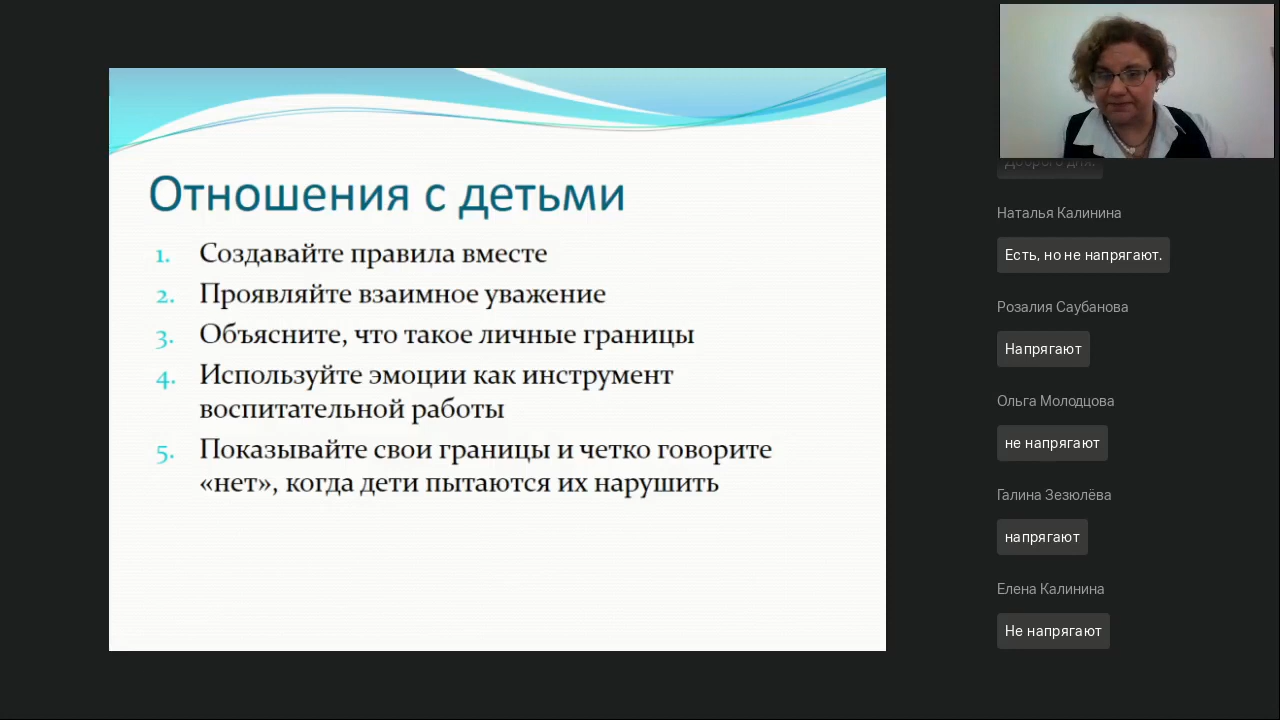 Отношения с детьми
1. Создавайте правила вместе
2. Проявляйте взаимное уважение
3. Объясните, что такое личные границы
4. Используйте эмоции как инструмент
воспитательной работы
5. Показывайте свои границы и четко говорите
«нет», когда дети пытаются их нарушить
Наталья Калинина
Есть, но не напрягают.
Розалия Саубанова
Напрягают
Ольга Молодцова
не напрягают
Галина Зезюлёва
напрягают
Елена Калинина
Не напрягают